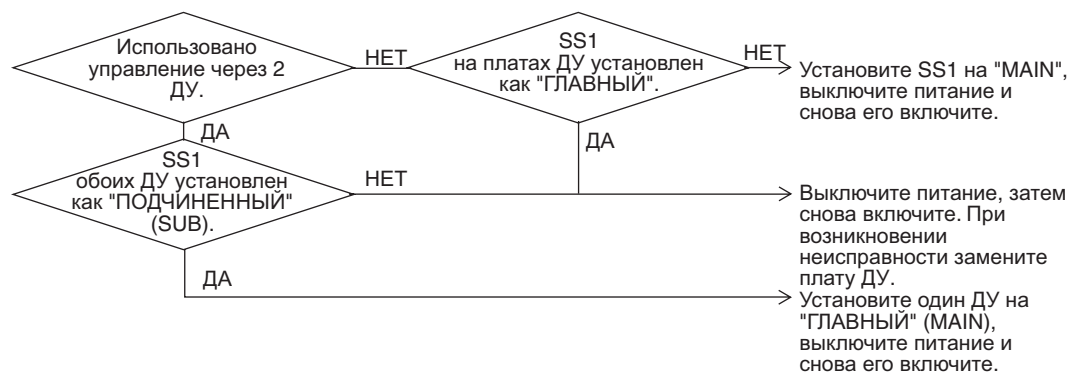 Использовано
управление через 2
ДУ.
НЕТ
SS1
на платах ДУ установлен
как "ГЛАВНЫЙ".
НЕТ
Установите SS1 на "MAIN",
выключите питание и
снова его включите.
ДА
ДА
SS1
обоих ДУ установлен
как "ПОДЧИНЕННЫЙ"
(SUB).
НЕТ
Выключите питание, затем
снова включите. При
возникновении
неисправности замените
плату ДУ.
ДА
Установите один ДУ на
"ГЛАВНЫЙ" (MAIN),
выключите питание и
снова его включите.